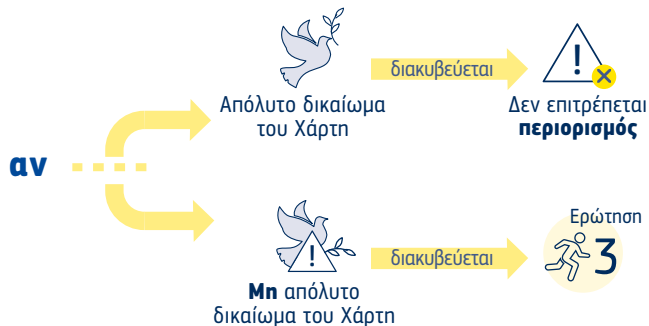 αν
Απόλυτο δικαίωμα
του Χάρτη
διακυβεύεται
!
Δεν επιτρέπεται
περιορισμός
!
Μη απόλυτο
δικαίωμα του Χάρτη
διακυβεύεται
Ερώτηση
3